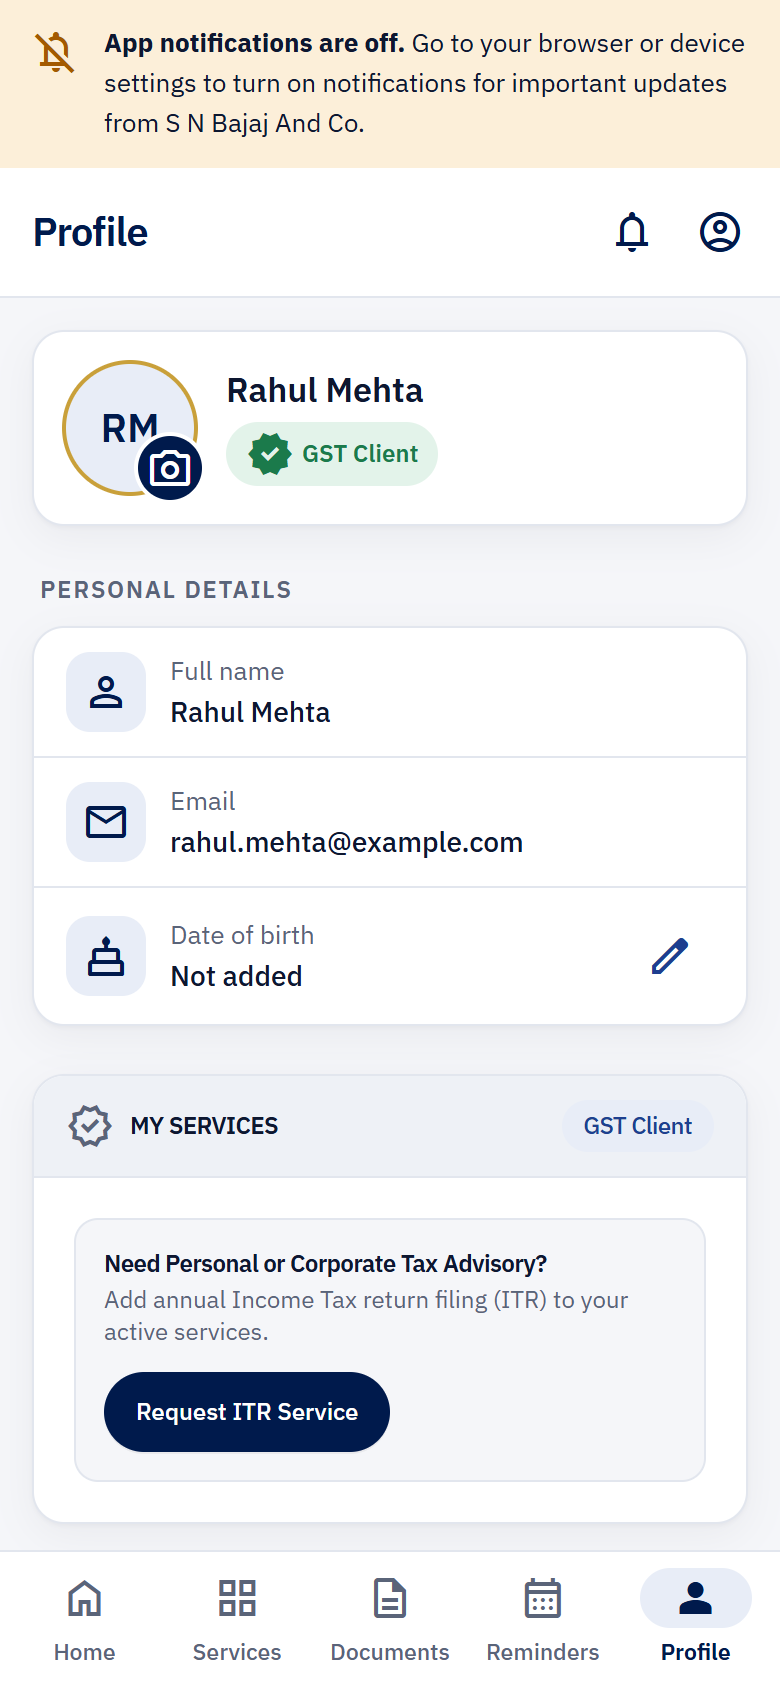 App notifications are off. Go to your browser or device
settings to turn on notifications for important updates
from S N Bajaj And Co.
Profile
RM
Rahul Mehta
GST Client
PERSONAL DETAILS
Full name
Rahul Mehta
Email
rahul.mehta@example.com
Date of birth
Not added
MY SERVICES
GST Client
Need Personal or Corporate Tax Advisory?
Add annual Income Tax return filing (ITR) to your
active services.
Request ITR Service
Home
Services
Documents
Reminders
Profile